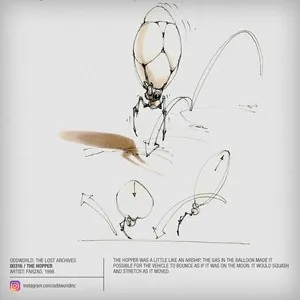 ODDWORLD: THE LOST ARCHIVES
00316 / THE HOPPER
ARTIST: FARZAD, 1998
instagram.com/oddworldinc
THE HOPPER WAS A LITTLE LIKE AN AIRSHIP. THE GAS IN THE BALLOON MADE IT
POSSIBLE FOR THE VEHICLE TO BOUNCE AS IF IT WAS ON THE MOON. IT WOULD SQUASH
AND STRETCH AS IT MOVED.